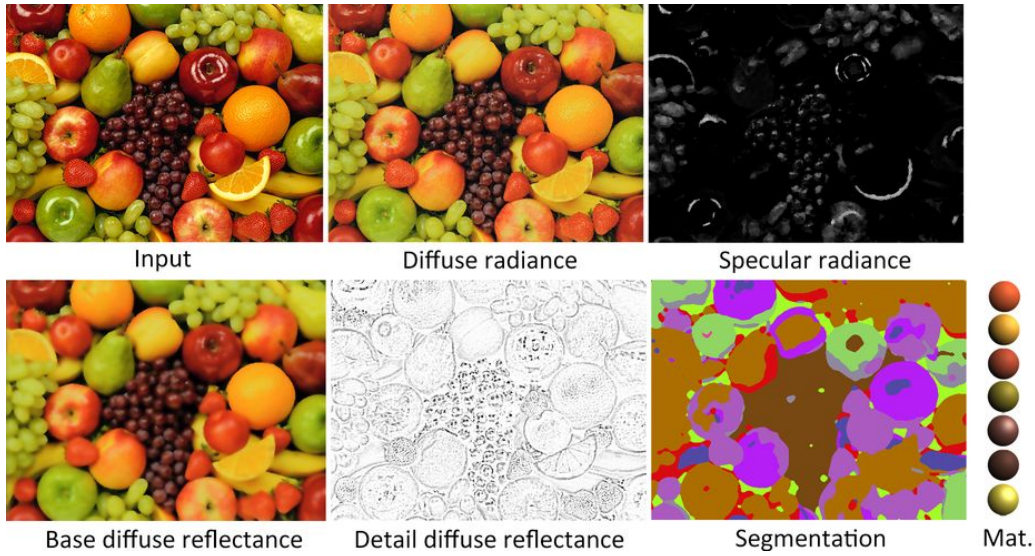 Input
Diffuse radiance
Specular radiance
Base diffuse reflectance
Detail diffuse reflectance
Segmentation
Mat.